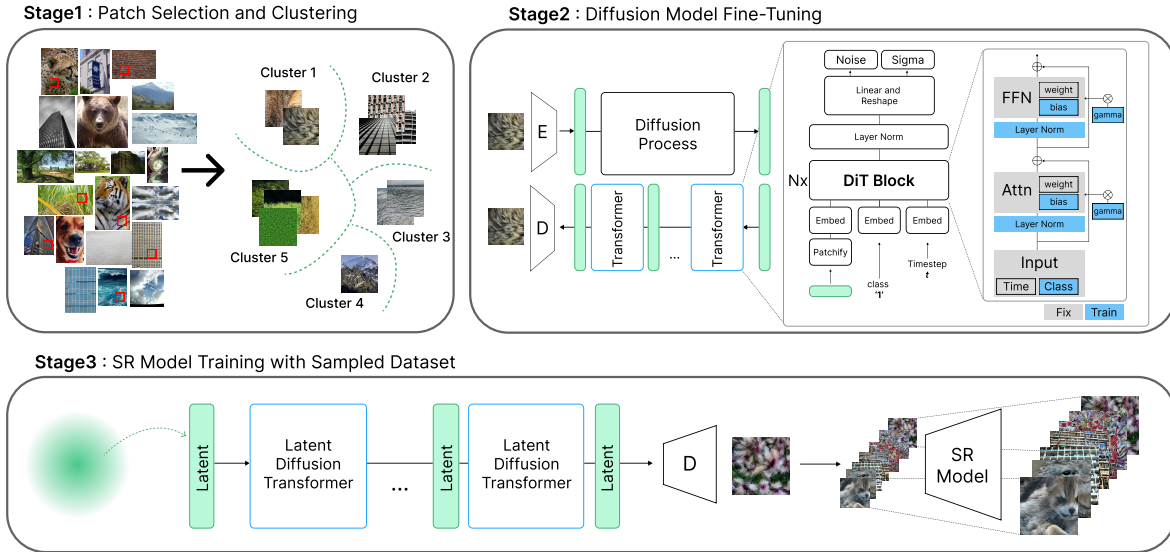 Stage1 : Patch Selection and Clustering
Cluster 1
Cluster 2
Cluster 3
Cluster 4
Cluster 5
Stage2 : Diffusion Model Fine-Tuning
E
Diffusion
Process
D
Transformer
...
Transformer
Noise
Sigma
Linear and
Reshape
Layer Norm
Nx
DiT Block
Embed
Embed
Embed
Patchify
class
'1'
Timestep
t
FFN
weight
bias
gamma
Layer Norm
Attn
weight
bias
gamma
Layer Norm
Input
Time
Class
Fix
Train
Stage3 : SR Model Training with Sampled Dataset
Latent
Latent
Diffusion
Transformer
...
Latent
Latent
Diffusion
Transformer
Latent
D
SR
Model